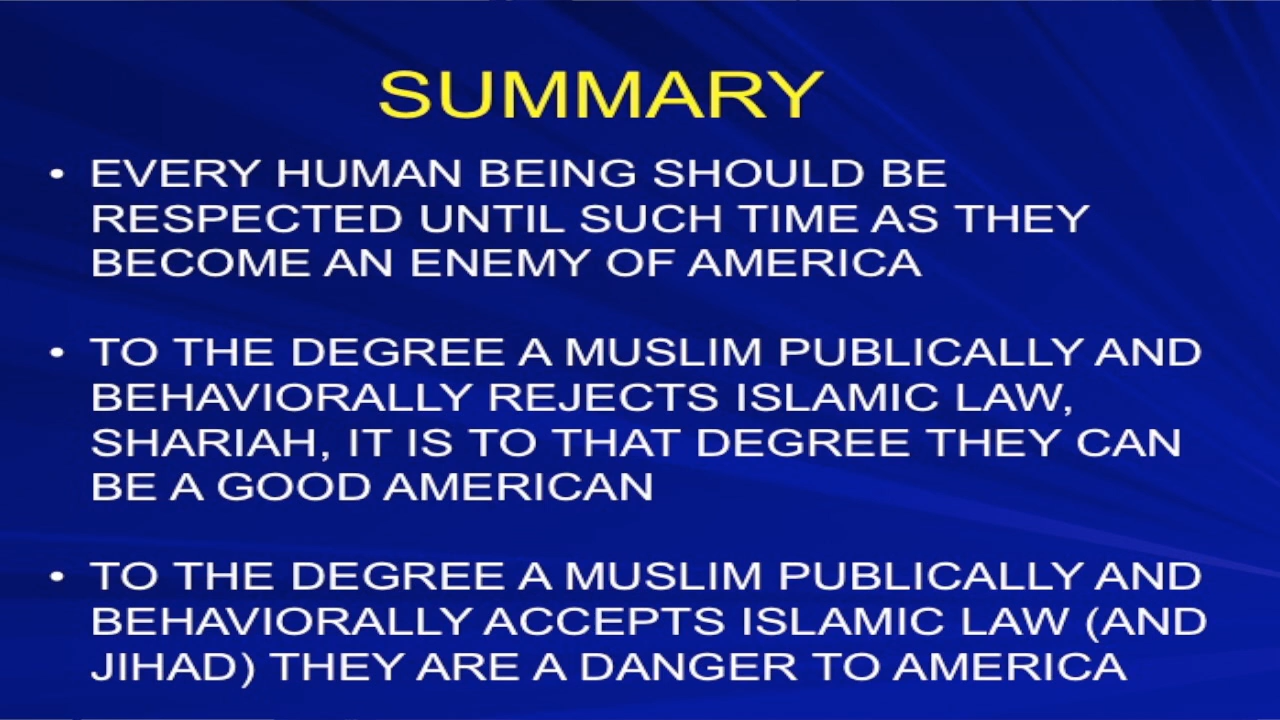 SUMMARY
• EVERY HUMAN BEING SHOULD BE
RESPECTED UNTIL SUCH TIME AS THEY
BECOME AN ENEMY OF AMERICA
• TO THE DEGREE A MUSLIM PUBLICALLY AND
BEHAVIORALLY REJECTS ISLAMIC LAW,
SHARIAH, IT IS TO THAT DEGREE THEY CAN
BE A GOOD AMERICAN
• TO THE DEGREE A MUSLIM PUBLICALLY AND
BEHAVIORALLY ACCEPTS ISLAMIC LAW (AND
JIHAD) THEY ARE A DANGER TO AMERICA